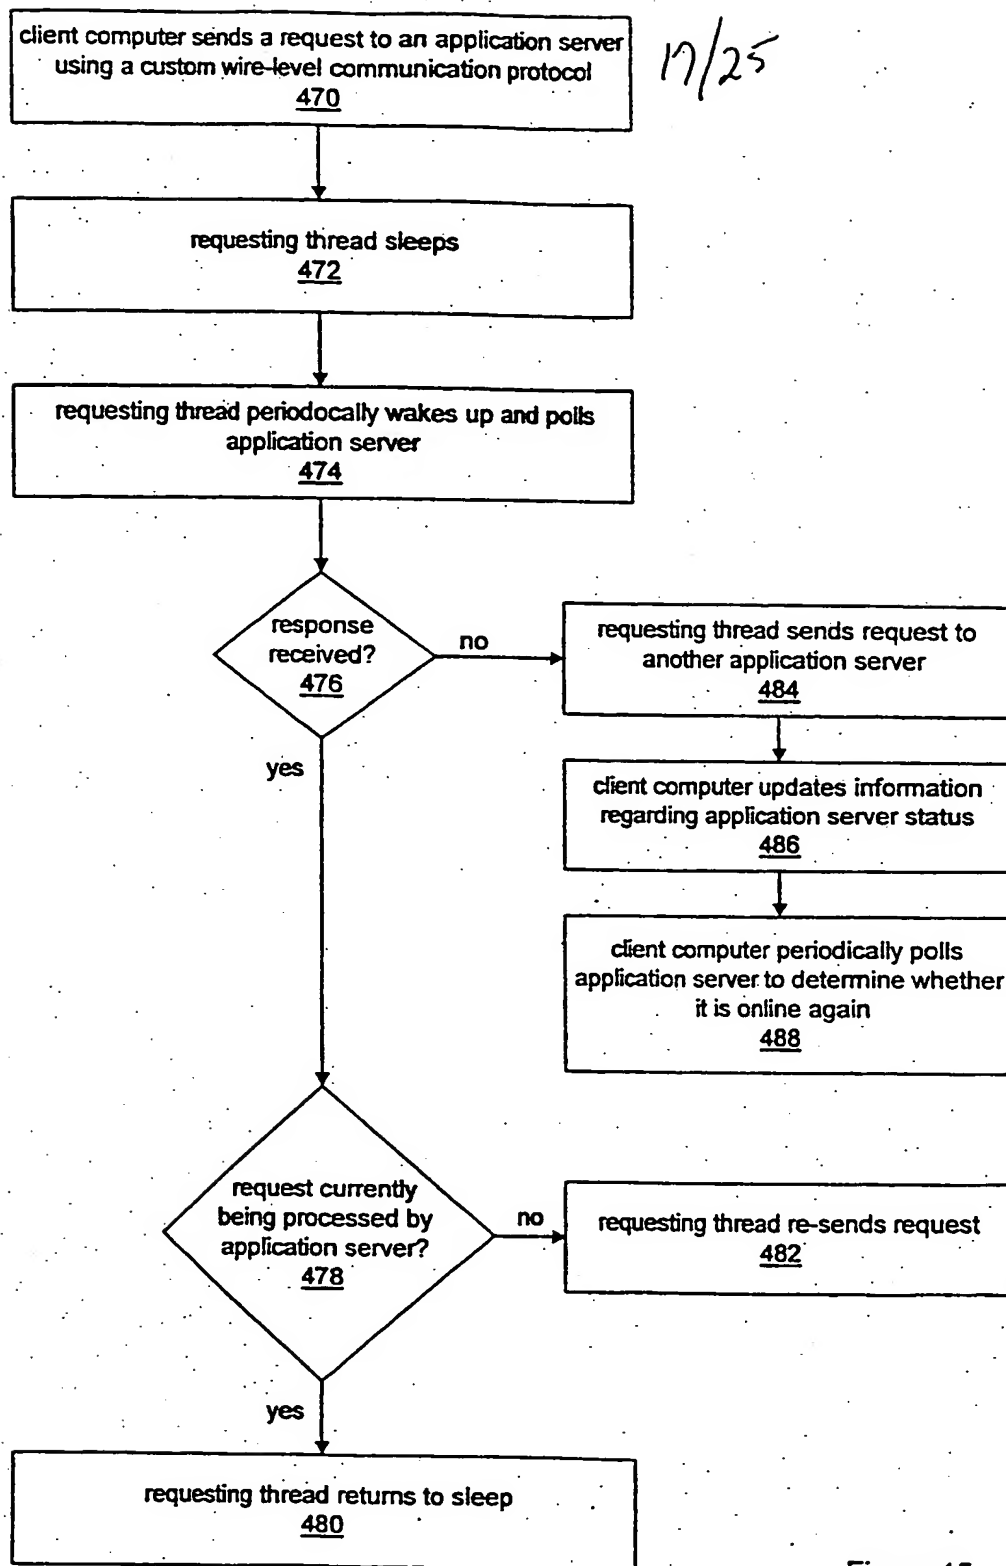 client computer sends a request to an application server
using a custom wire-level communication protocol
470
17/25
requesting thread sleeps
472
requesting thread periodocally wakes up and polls
application server
474
response
received?
476
no
requesting thread sends request to
another application server
484
yes
client computer updates information
regarding application server status
486
client computer periodically polls
application server to determine whether
it is online again
488
request currently
being processed by
application server?
478
no
requesting thread re-sends request
482
yes
requesting thread returns to sleep
480